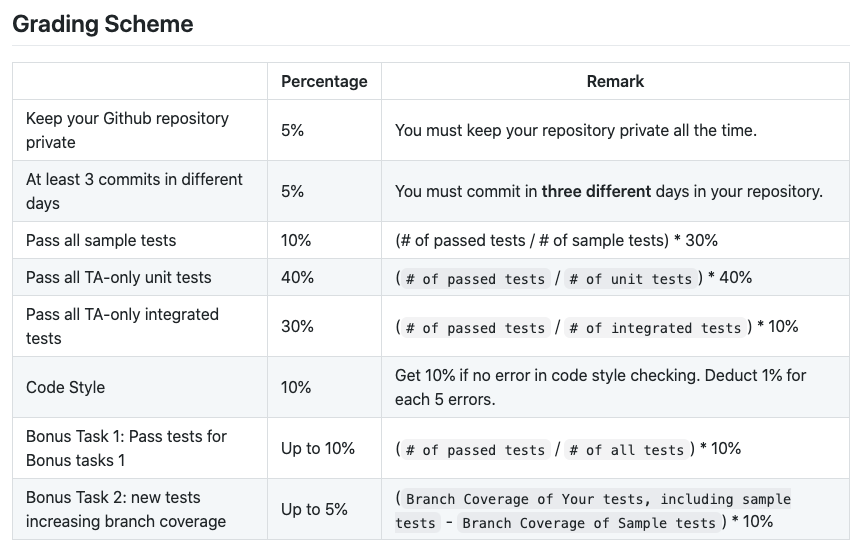 Grading Scheme
Percentage Remark
Keep your Github repository
private
5%
You must keep your repository private all the time.
At least 3 commits in different
days
5%
You must commit in three different days in your repository.
Pass all sample tests
10%
(# of passed tests / # of sample tests) * 30%
Pass all TA-only unit tests
40%
( # of passed tests / # of unit tests ) * 40%
Pass all TA-only integrated
tests
30%
( # of passed tests / # of integrated tests ) * 10%
Code Style
10%
Get 10% if no error in code style checking. Deduct 1% for
each 5 errors.
Bonus Task 1: Pass tests for
Bonus tasks 1
Up to 10%
( # of passed tests / # of all tests ) * 10%
Bonus Task 2: new tests
increasing branch coverage
Up to 5%
( Branch Coverage of Your tests, including sample
tests - Branch Coverage of Sample tests ) * 10%